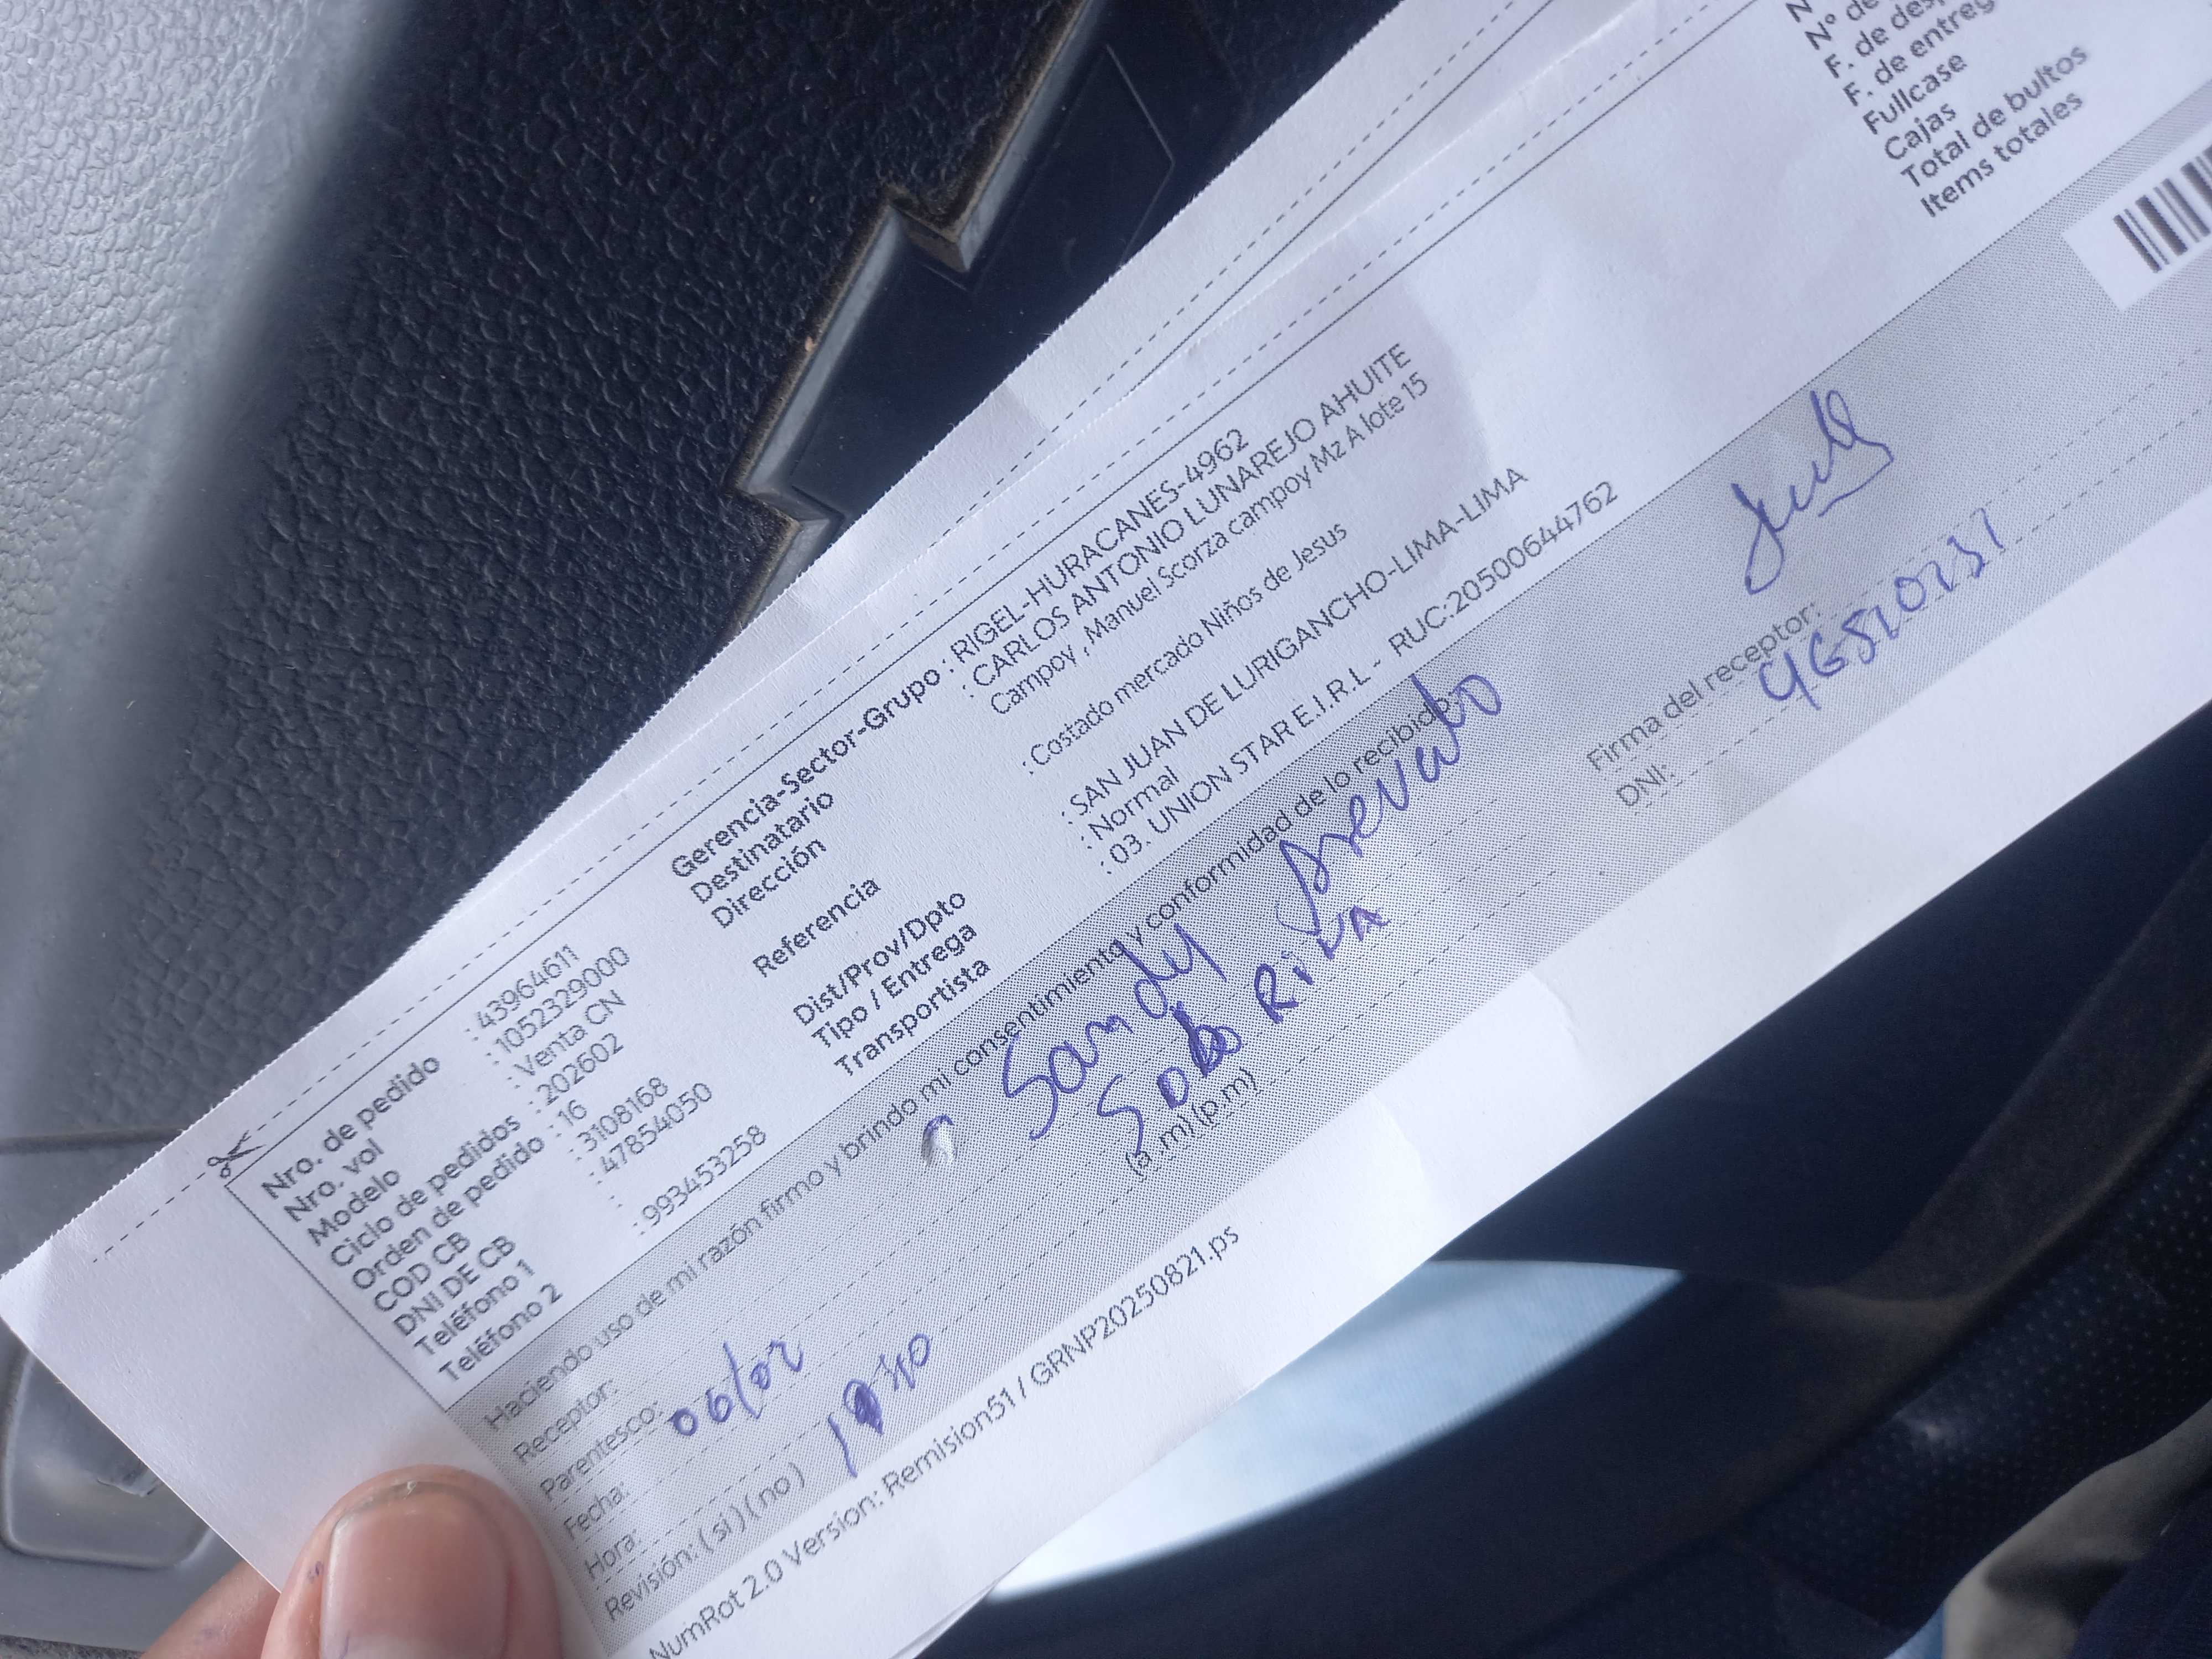 Nro. de pedido : 43964611
Nro. vol : 1052329000
Modelo : Venta CN
Ciclo de pedidos : 202602
Orden de pedido : 16
COD CB : 3108168
DNI DE CB : 47854050
Teléfono 1 :
Teléfono 2 : 993453258
Gerencia-Sector-Grupo : RIGEL-HURACANES-4962
Destinatario : CARLOS ANTONIO LUNAREJO AHUITE
Dirección Campoy , Manuel Scorza campoy Mz A lote 15
Referencia : Costado mercado Niños de Jesus
Dist/Prov/Dpto : SAN JUAN DE LURIGANCHO-LIMA-LIMA
Tipo / Entrega : Normal
Transportista : 03. UNION STAR E.I.R.L - RUC:20500644762
F. de
F. de
Fullcase
Cajas
Total de bultos
Items totales
Haciendo uso de mi razón firmo y brindo mi consentimiento y conformidad de lo recibido.
Receptor: Sandy Arevalo
Parentesco: SOBRINA
Fecha: 06/02
Hora: (a.m) (p.m)
Revisión: ( si ) ( no )
Firma del receptor:
DNI:
NumRot 2.0 Version: Remision51 / GRNP20250821.ps